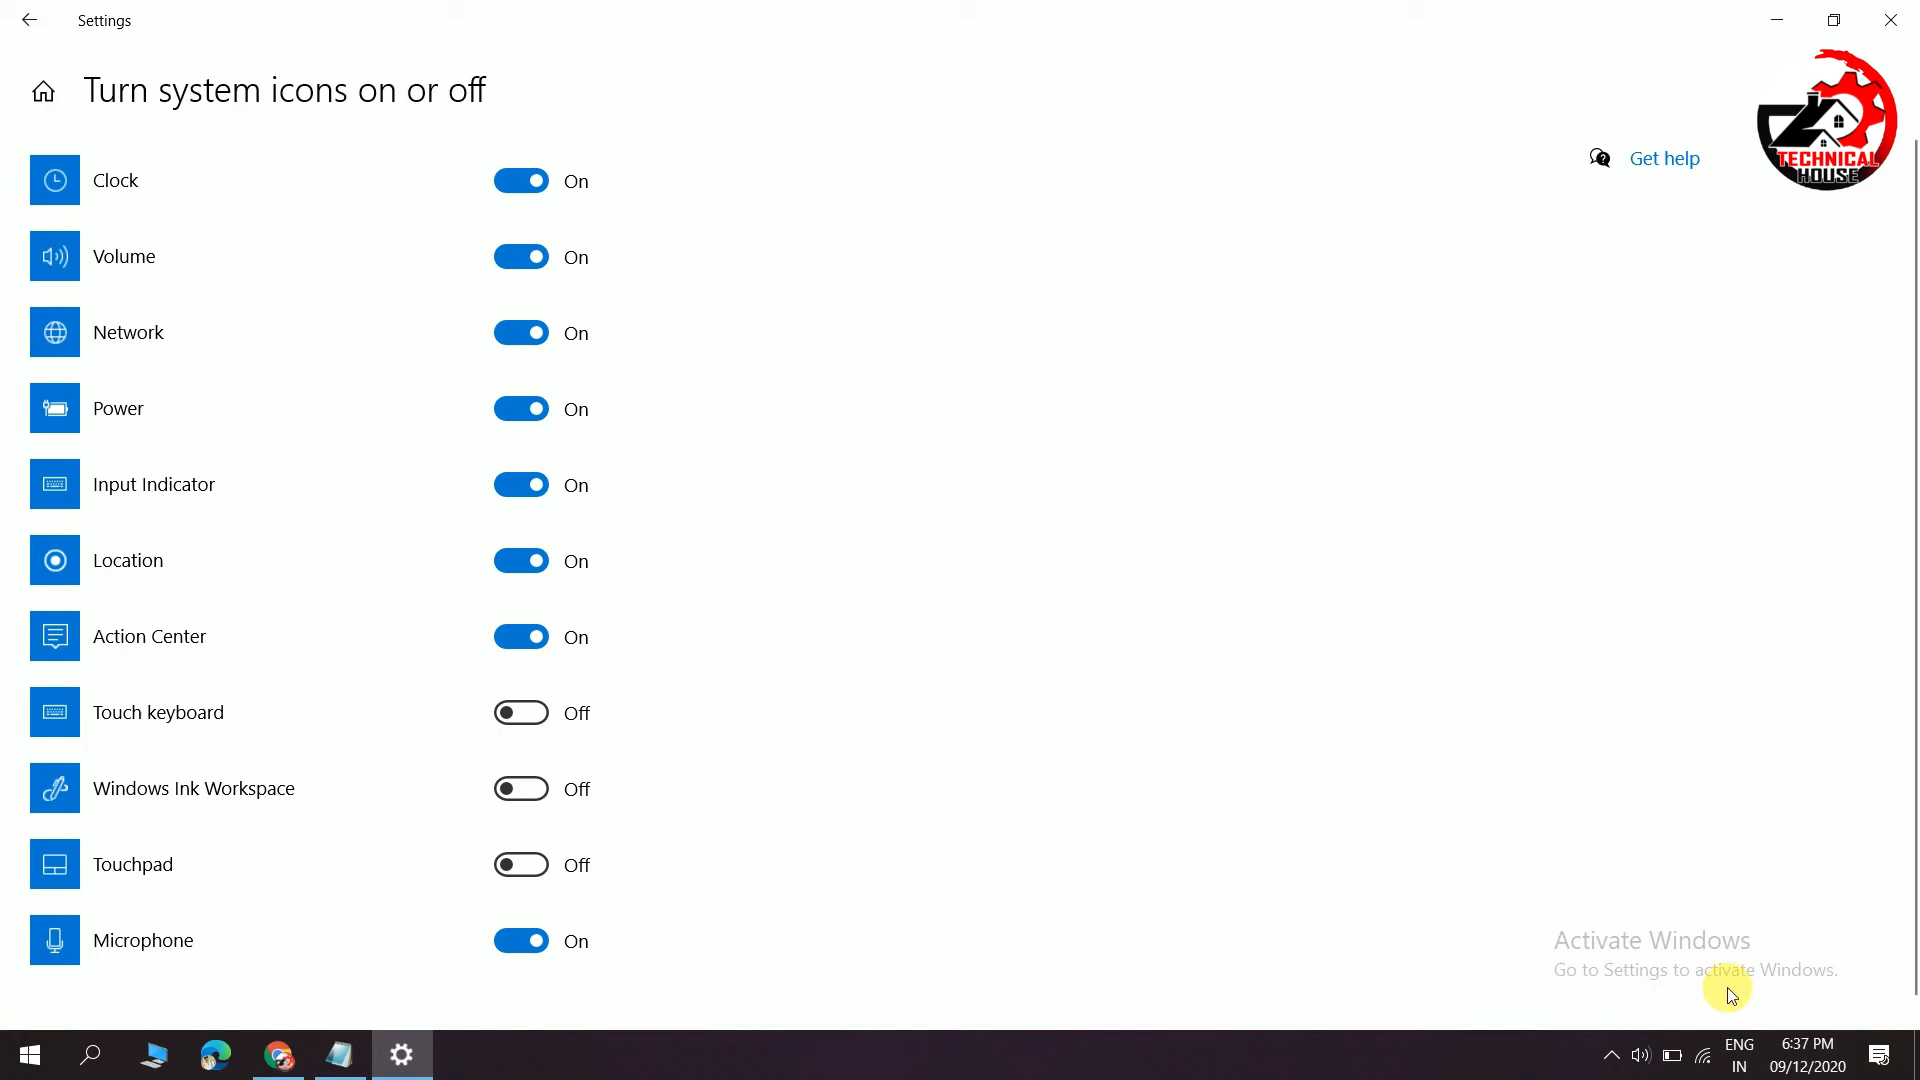 Settings
Turn system icons on or off
Get help
TECHNICAL
HOUSE
Clock On
Volume On
Network On
Power On
Input Indicator On
Location On
Action Center On
Touch keyboard Off
Windows Ink Workspace Off
Touchpad Off
Microphone On
Activate Windows
Go to Settings to activate Windows.
ENG
IN
6:37 PM
09/12/2020